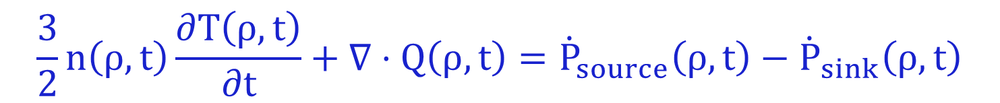 3/2 n(ρ, t) ∂T(ρ, t)/∂t + ∇ · Q(ρ, t) = Ṗsource(ρ, t) − Ṗsink(ρ, t)